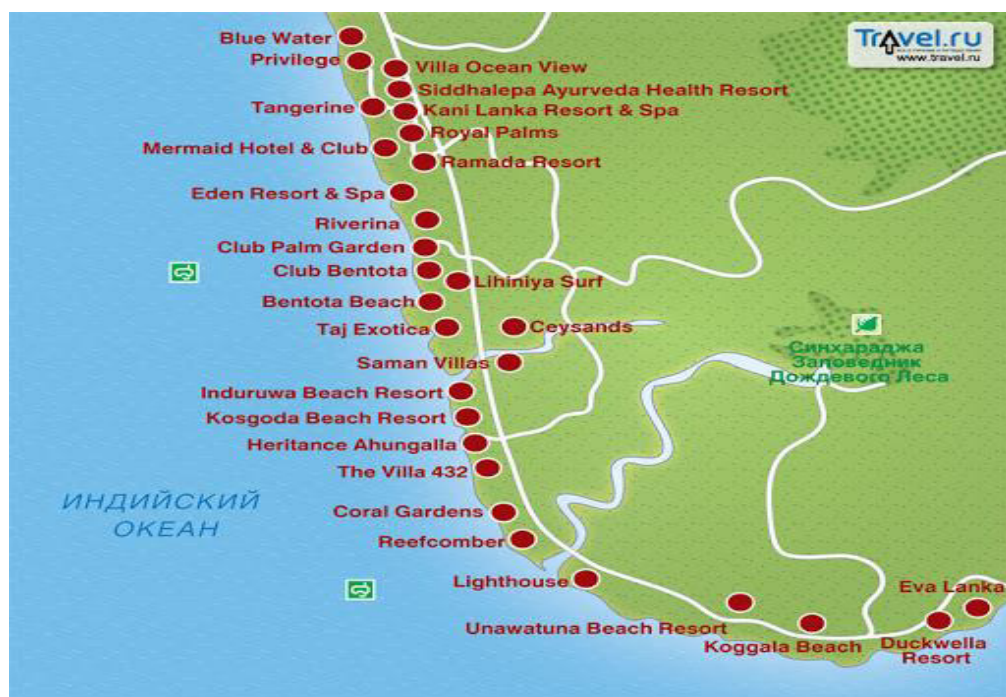 Travel.ru
www.travel.ru
Blue Water
Privilege
Villa Ocean View
Siddhalepa Ayurveda Health Resort
Tangerine
Kani Lanka Resort & Spa
Royal Palms
Mermaid Hotel & Club
Ramada Resort
Eden Resort & Spa
Riverina
Club Palm Garden
Club Bentota
Lihiniya Surf
Bentota Beach
Taj Exotica
Ceysands
Синхараджа
Заповедник
Дождевого Леса
Saman Villas
Induruwa Beach Resort
Kosgoda Beach Resort
Heritance Ahungalla
The Villa 432
ИНДИЙСКИЙ
ОКЕАН
Coral Gardens
Reefcomber
Lighthouse
Eva Lanka
Unawatuna Beach Resort
Koggala Beach
Duckwella
Resort